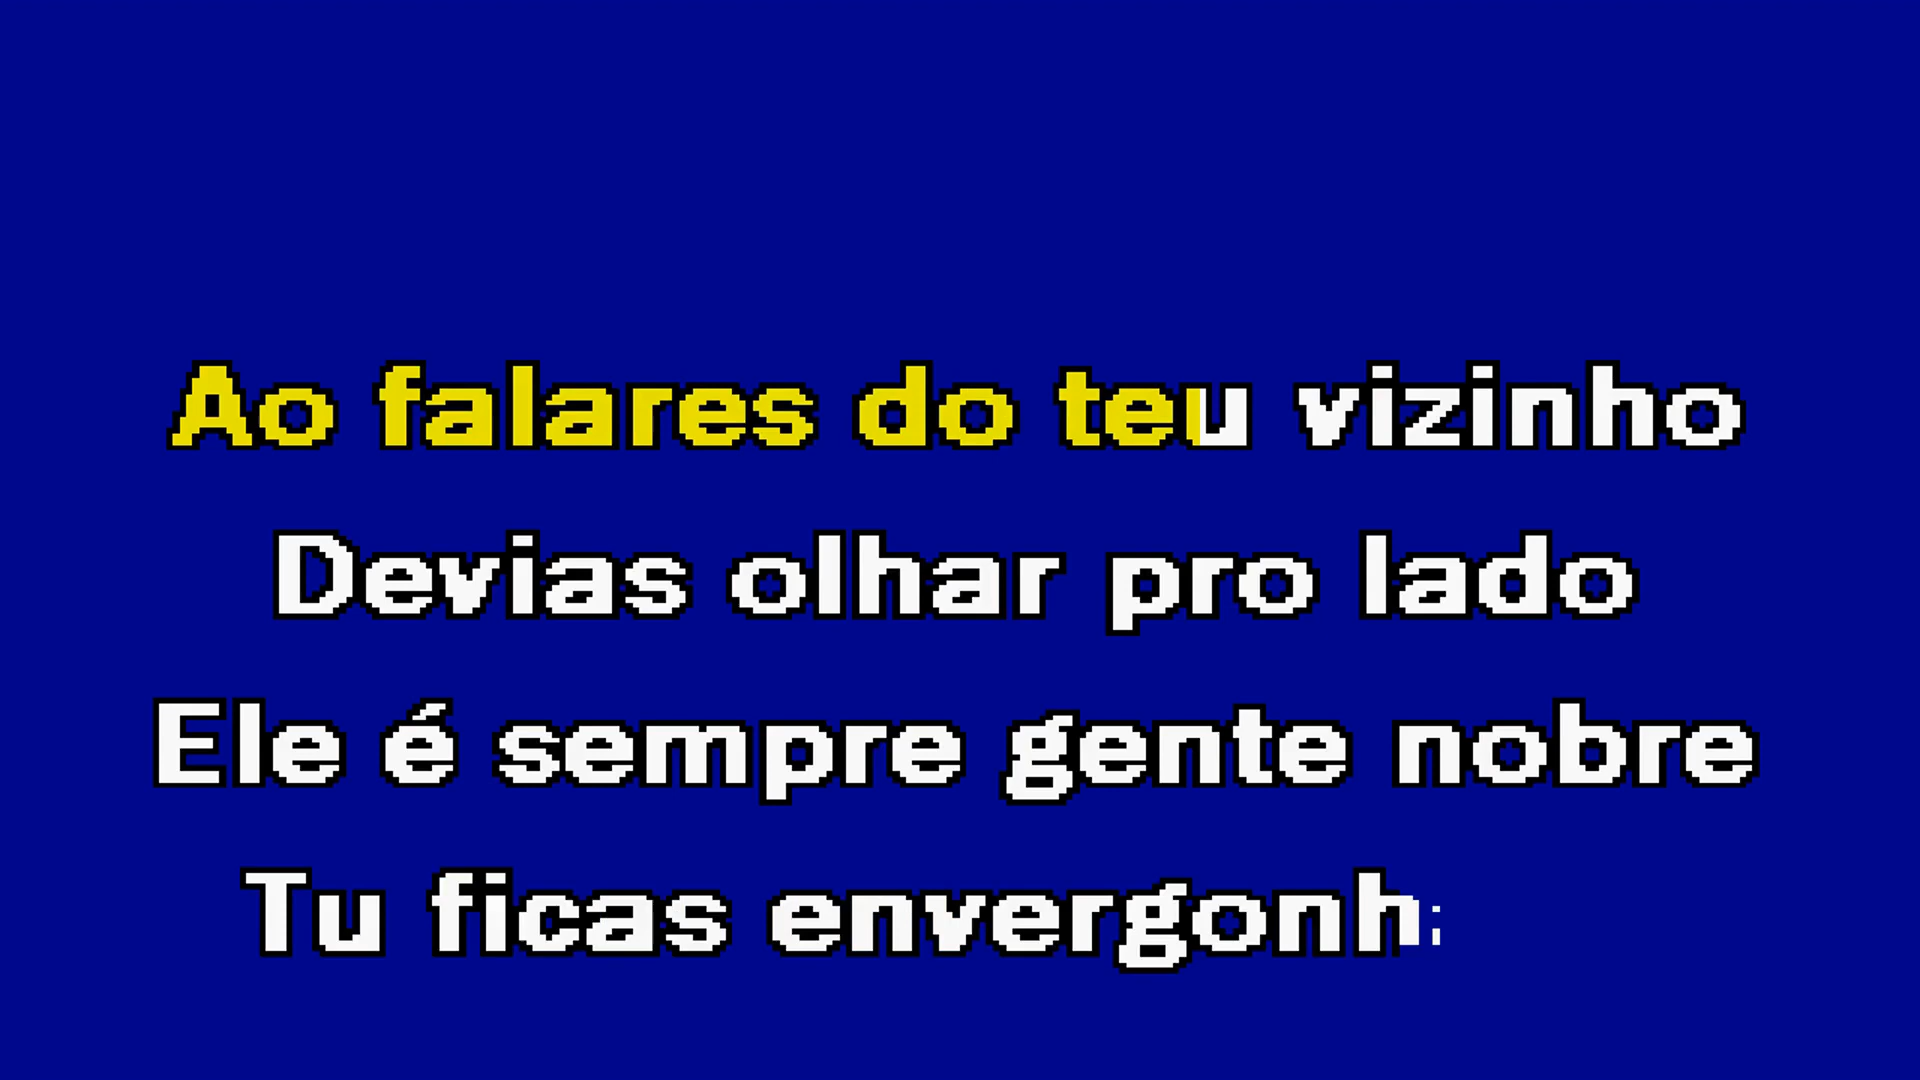 Ao falares do teu vizinho
Devias olhar pro lado
Ele é sempre gente nobre
Tu ficas envergonh